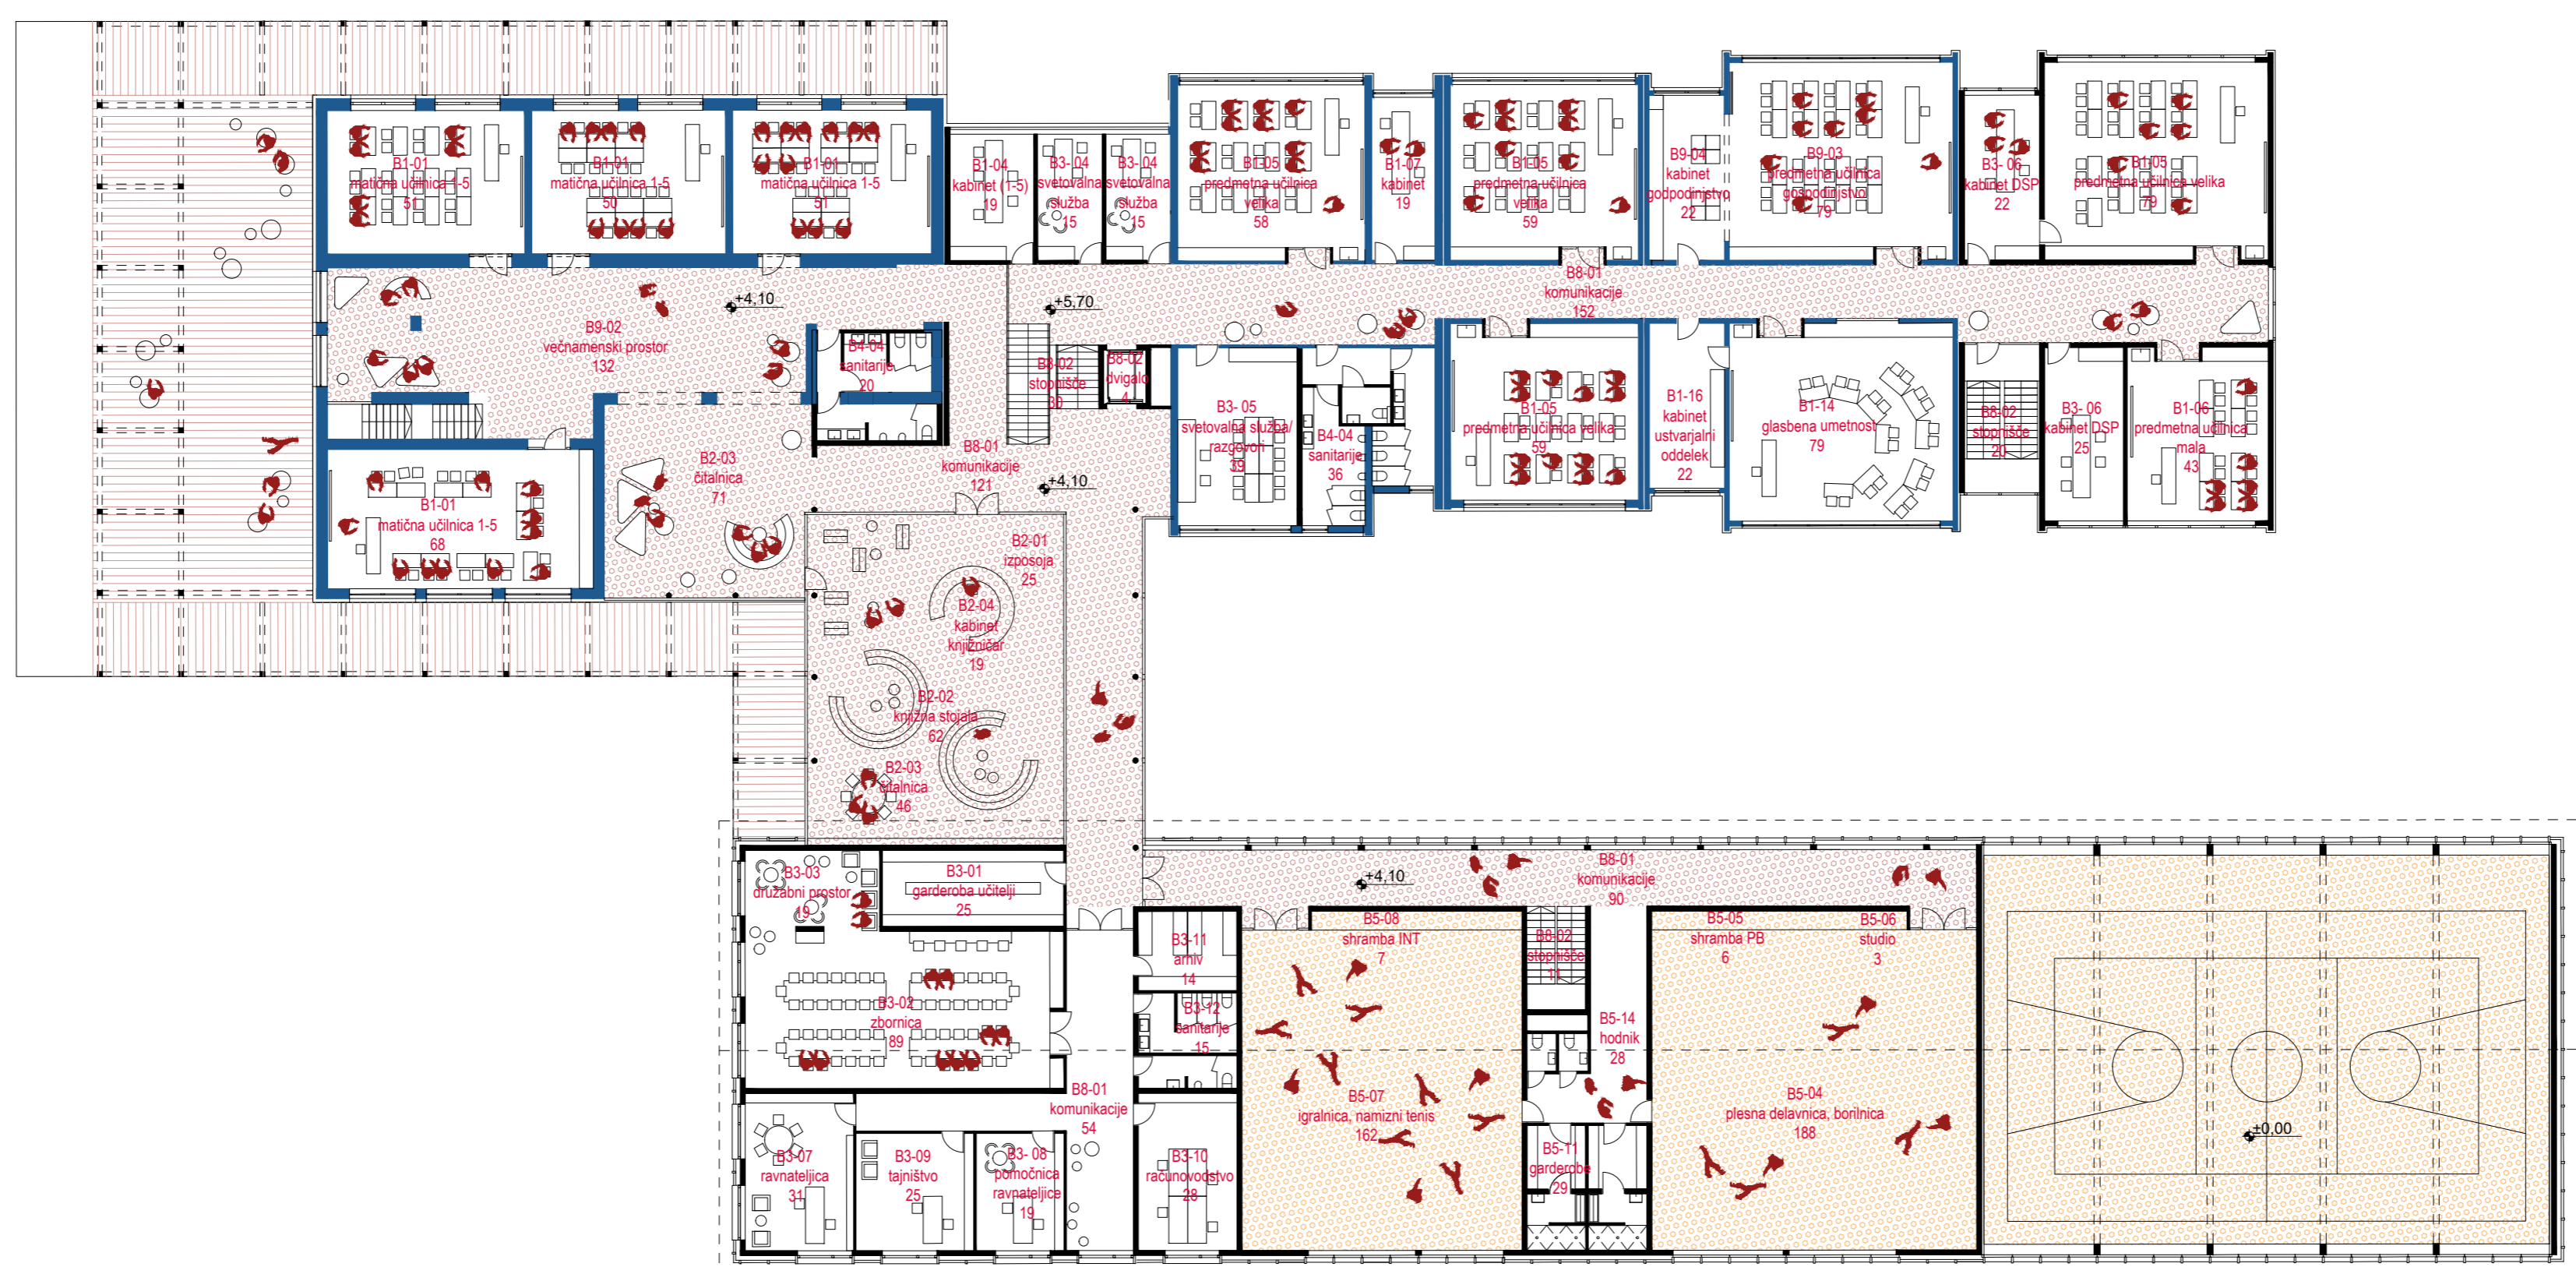 B1-01
matična učilnica 1-5
51
B1-01
matična učilnica 1-5
50
B1-01
matična učilnica 1-5
51
B1-04
kabinet (1-5)
19
B3- 04
svetovalna
služba
15
B3- 04
svetovalna
služba
15
B1-05
predmetna učilnica
velika
58
B1-07
kabinet
19
B1-05
predmetna učilnica
velika
59
B9-04
kabinet
godpodinjstvo
22
B9-03
predmetna učilnica
gospodinjstvo
79
B3- 06
kabinet DSP
22
B1-05
predmetna učilnica velika
79
+4,10
+5,70
B8-01
komunikacije
152
B9-02
večnamenski prostor
132
B4-04
sanitarije
20
B8-02
stopnišče
30
B8-02
dvigalo
4
B3- 05
svetovalna služba/
razgovori
39
B4-04
sanitarije
36
B1-05
predmetna učilnica velika
59
B1-16
kabinet
ustvarjalni
oddelek
22
B1-14
glasbena umetnost
79
B8-02
stopnišče
20
B3- 06
kabinet DSP
25
B1-06
predmetna učilnica
mala
43
B1-01
matična učilnica 1-5
68
B2-03
čitalnica
71
B8-01
komunikacije
121
+4,10
B2-01
izposoja
25
B2-04
kabinet
knjižničar
19
B2-02
knjižna stojala
62
B2-03
čitalnica
46
B3-03
družabni prostor
19
B3-01
garderoba učitelji
25
+4,10
B8-01
komunikacije
90
B3-11
arhiv
14
B5-08
shramba INT
7
B8-02
stopnišče
11
B5-05
shramba PB
6
B5-06
studio
3
B3-02
zbornica
89
B3-12
sanitarije
15
B5-14
hodnik
28
B8-01
komunikacije
54
B5-07
igralnica, namizni tenis
162
B5-04
plesna delavnica, borilnica
188
±0,00
B3-07
ravnateljica
31
B3-09
tajništvo
25
B3- 08
pomočnica
ravnateljice
19
B3-10
računovodstvo
28
B5-11
garderobe
29